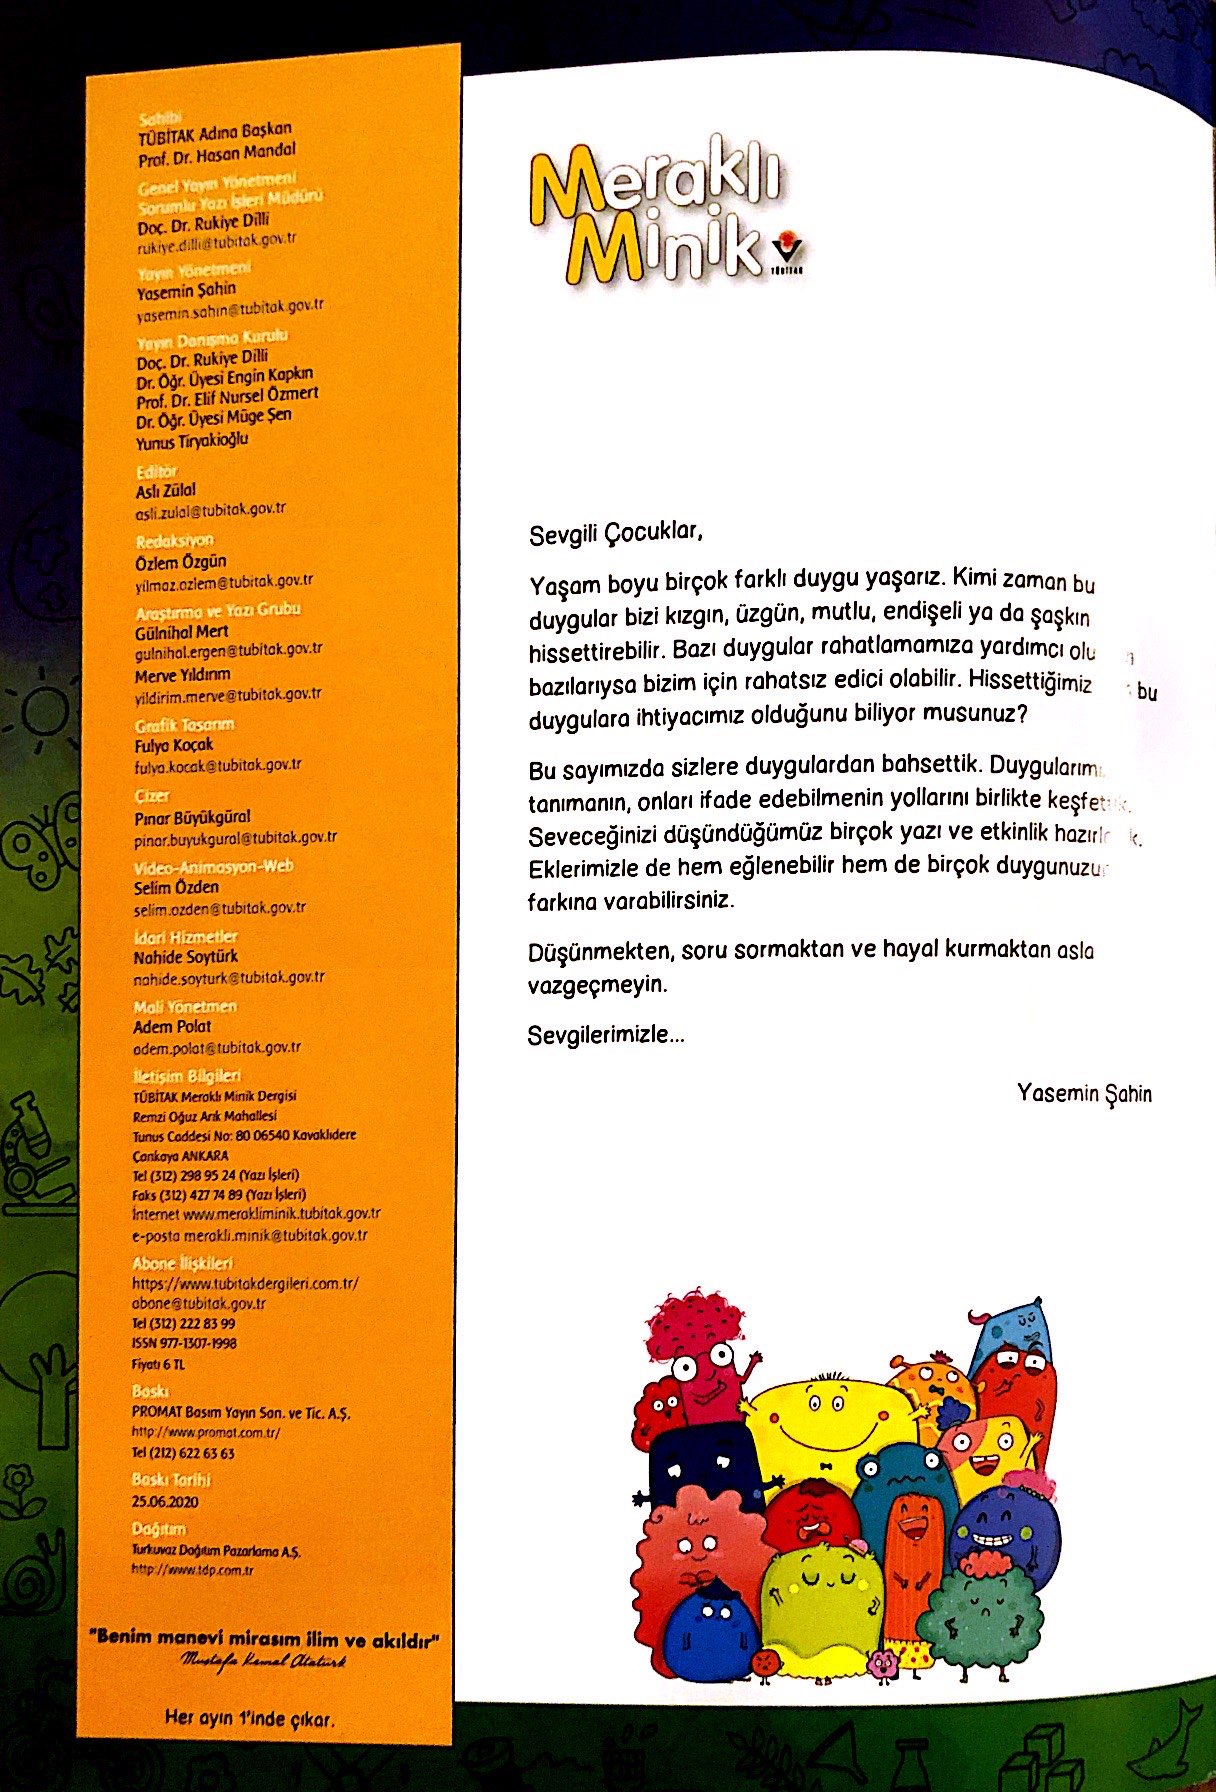 Sahibi
TÜBİTAK Adına Başkan
Prof. Dr. Hasan Mandal
Genel Yayın Yönetmeni
Sorumlu Yazı İşleri Müdürü
Doç. Dr. Rukiye Dilli
rukiye.dilli@tubitak.gov.tr
Yayın Yönetmeni
Yasemin Şahin
yasemin.sahin@tubitak.gov.tr
Yayın Danışma Kurulu
Doç. Dr. Rukiye Dilli
Dr. Öğr. Üyesi Engin Kapkın
Prof. Dr. Elif Nursel Özmert
Dr. Öğr. Üyesi Müge Şen
Yunus Tiryakioğlu
Editör
Aslı Zülal
asli.zulal@tubitak.gov.tr
Redaksiyon
Özlem Özgün
yilmaz.ozlem@tubitak.gov.tr
Araştırma ve Yazı Grubu
Gülnihal Mert
gulnihal.ergen@tubitak.gov.tr
Merve Yıldırım
yildirim.merve@tubitak.gov.tr
Grafik Tasarım
Fulya Koçak
fulya.kocak@tubitak.gov.tr
Çizer
Pınar Büyükgüral
pinar.buyukgural@tubitak.gov.tr
Video-Animasyon-Web
Selim Özden
selim.ozden@tubitak.gov.tr
İdari Hizmetler
Nahide Soytürk
nahide.soyturk@tubitak.gov.tr
Mali Yönetmen
Adem Polat
adem.polat@tubitak.gov.tr
İletişim Bilgileri
TÜBİTAK Meraklı Minik Dergisi
Remzi Oğuz Arık Mahallesi
Tunus Caddesi No: 80 06540 Kavaklıdere
Çankaya ANKARA
Tel (312) 298 95 24 (Yazı İşleri)
Faks (312) 427 74 89 (Yazı İşleri)
İnternet www.merakliminik.tubitak.gov.tr
e-posta merakli.minik@tubitak.gov.tr
Abone İlişkileri
https://www.tubitakdergileri.com.tr/
abone@tubitak.gov.tr
Tel (312) 222 83 99
ISSN 977-1307-1998
Fiyatı 6 TL
Baskı
PROMAT Basım Yayın San. ve Tic. A.Ş.
http://www.promat.com.tr/
Tel (212) 622 63 63
Baskı Tarihi
25.06.2020
Dağıtım
Turkuvaz Dağıtım Pazarlama A.Ş.
http://www.tdp.com.tr
"Benim manevi mirasım ilim ve akıldır"
Mustafa Kemal Atatürk
Her ayın 1'inde çıkar.
Meraklı
Minik
TÜBİTAK
Sevgili Çocuklar,
Yaşam boyu birçok farklı duygu yaşarız. Kimi zaman bu
duygular bizi kızgın, üzgün, mutlu, endişeli ya da şaşkın
hissettirebilir. Bazı duygular rahatlamamıza yardımcı
bazılarıysa bizim için rahatsız edici olabilir. Hissettiğimiz bu
duygulara ihtiyacımız olduğunu biliyor musunuz?
Bu sayımızda sizlere duygulardan bahsettik.
tanımanın, onları ifade edebilmenin yollarını birlikte
Seveceğinizi düşündüğümüz birçok yazı ve etkinlik
Eklerimizle de hem eğlenebilir hem de birçok
farkına varabilirsiniz.
Düşünmekten, soru sormaktan ve hayal kurmaktan asla
vazgeçmeyin.
Sevgilerimizle...
Yasemin Şahin